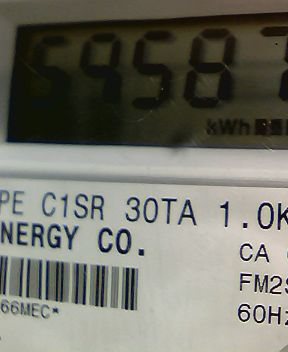 59587
kWh
PE C1SR 30TA 1.0K
NERGY CO.
CA
FM2S
66MEC*
60Hz